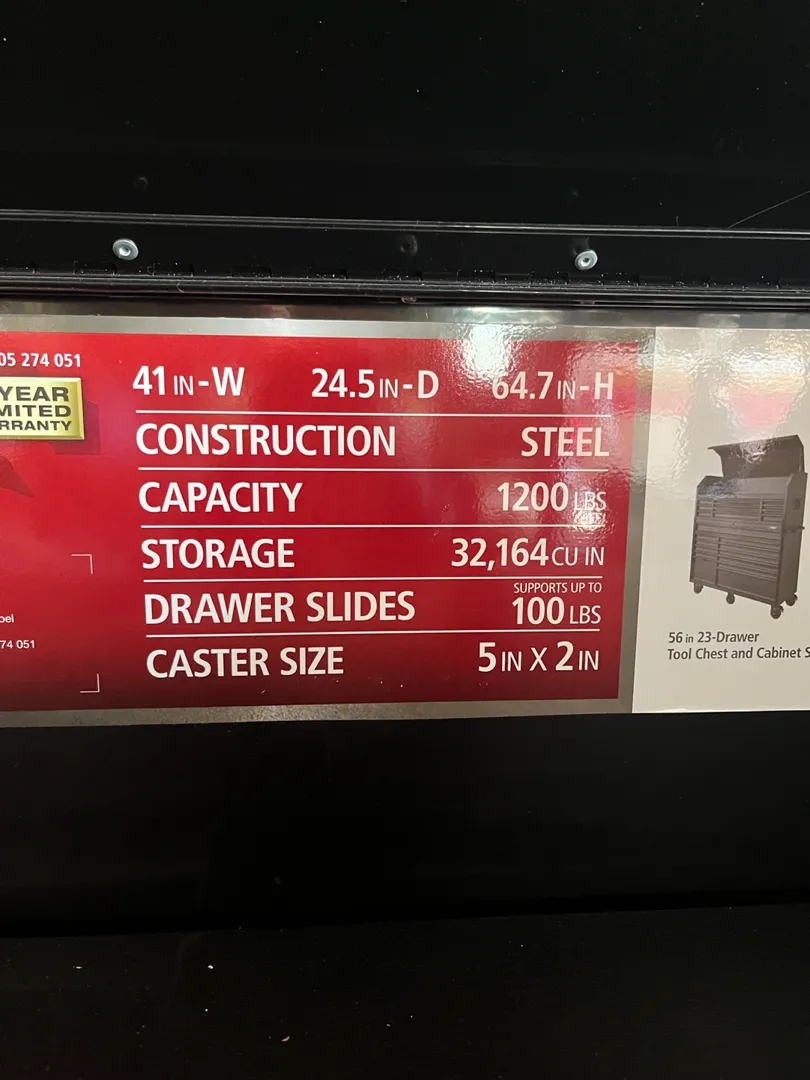 05 274 051
YEAR
MITED
RRANTY
41 IN-W 24.5 IN-D 64.7 IN-H
CONSTRUCTION STEEL
CAPACITY 1200 LBS
STORAGE 32,164 CU IN
DRAWER SLIDES SUPPORTS UP TO 100 LBS
CASTER SIZE 5 IN X 2 IN
bel
74 051
56 in 23-Drawer
Tool Chest and Cabinet S